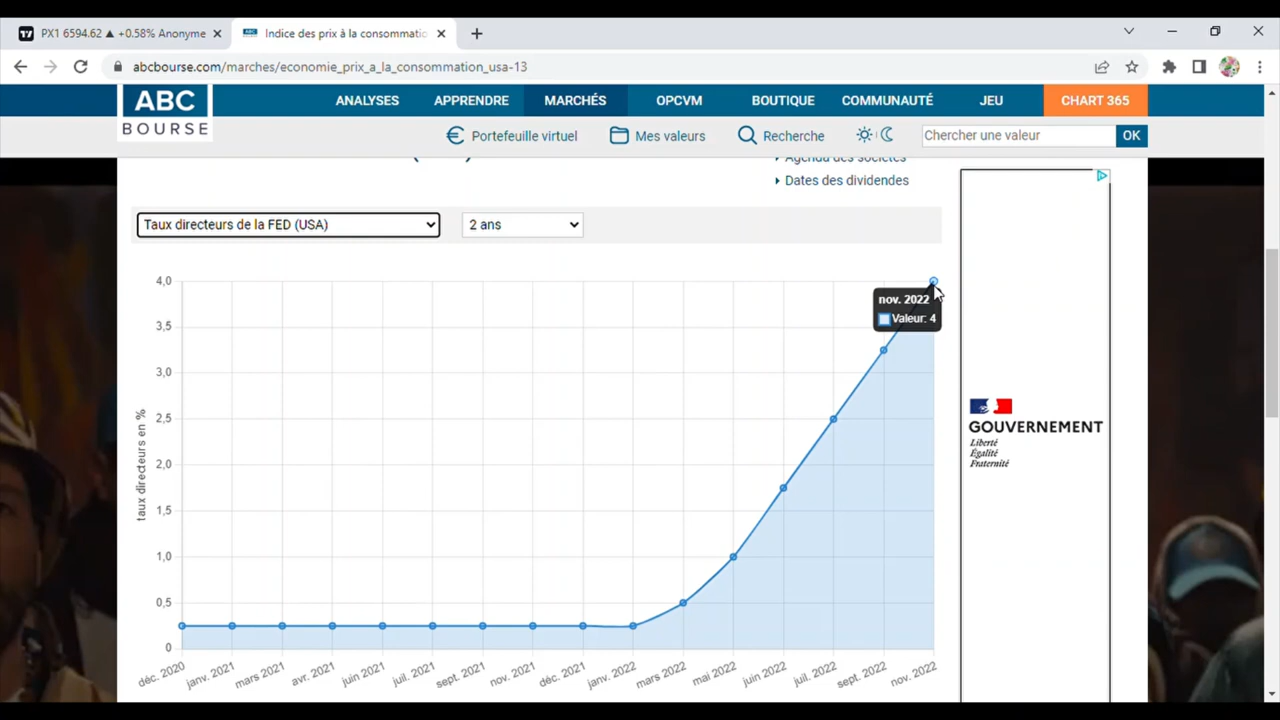 PX1 6594.62 ▲ +0.58% Anonyme
Indice des prix à la consommatio
abcbourse.com/marches/economie_prix_a_la_consommation_usa-13
ABC
BOURSE
ANALYSES APPRENDRE MARCHÉS OPCVM BOUTIQUE COMMUNAUTÉ JEU CHART 365
Portefeuille virtuel Mes valeurs Recherche Chercher une valeur OK
Agenda des sociétés
Dates des dividendes
Taux directeurs de la FED (USA) 2 ans
taux directeurs en %
4,0
3,5
3,0
2,5
2,0
1,5
1,0
0,5
0
nov. 2022
Valeur: 4
déc. 2020 janv. 2021 mars 2021 avr. 2021 juin 2021 juil. 2021 sept. 2021 nov. 2021 déc. 2021 janv. 2022 mars 2022 mai 2022 juin 2022 juil. 2022 sept. 2022 nov. 2022
GOUVERNEMENT
Liberté
Égalité
Fraternité